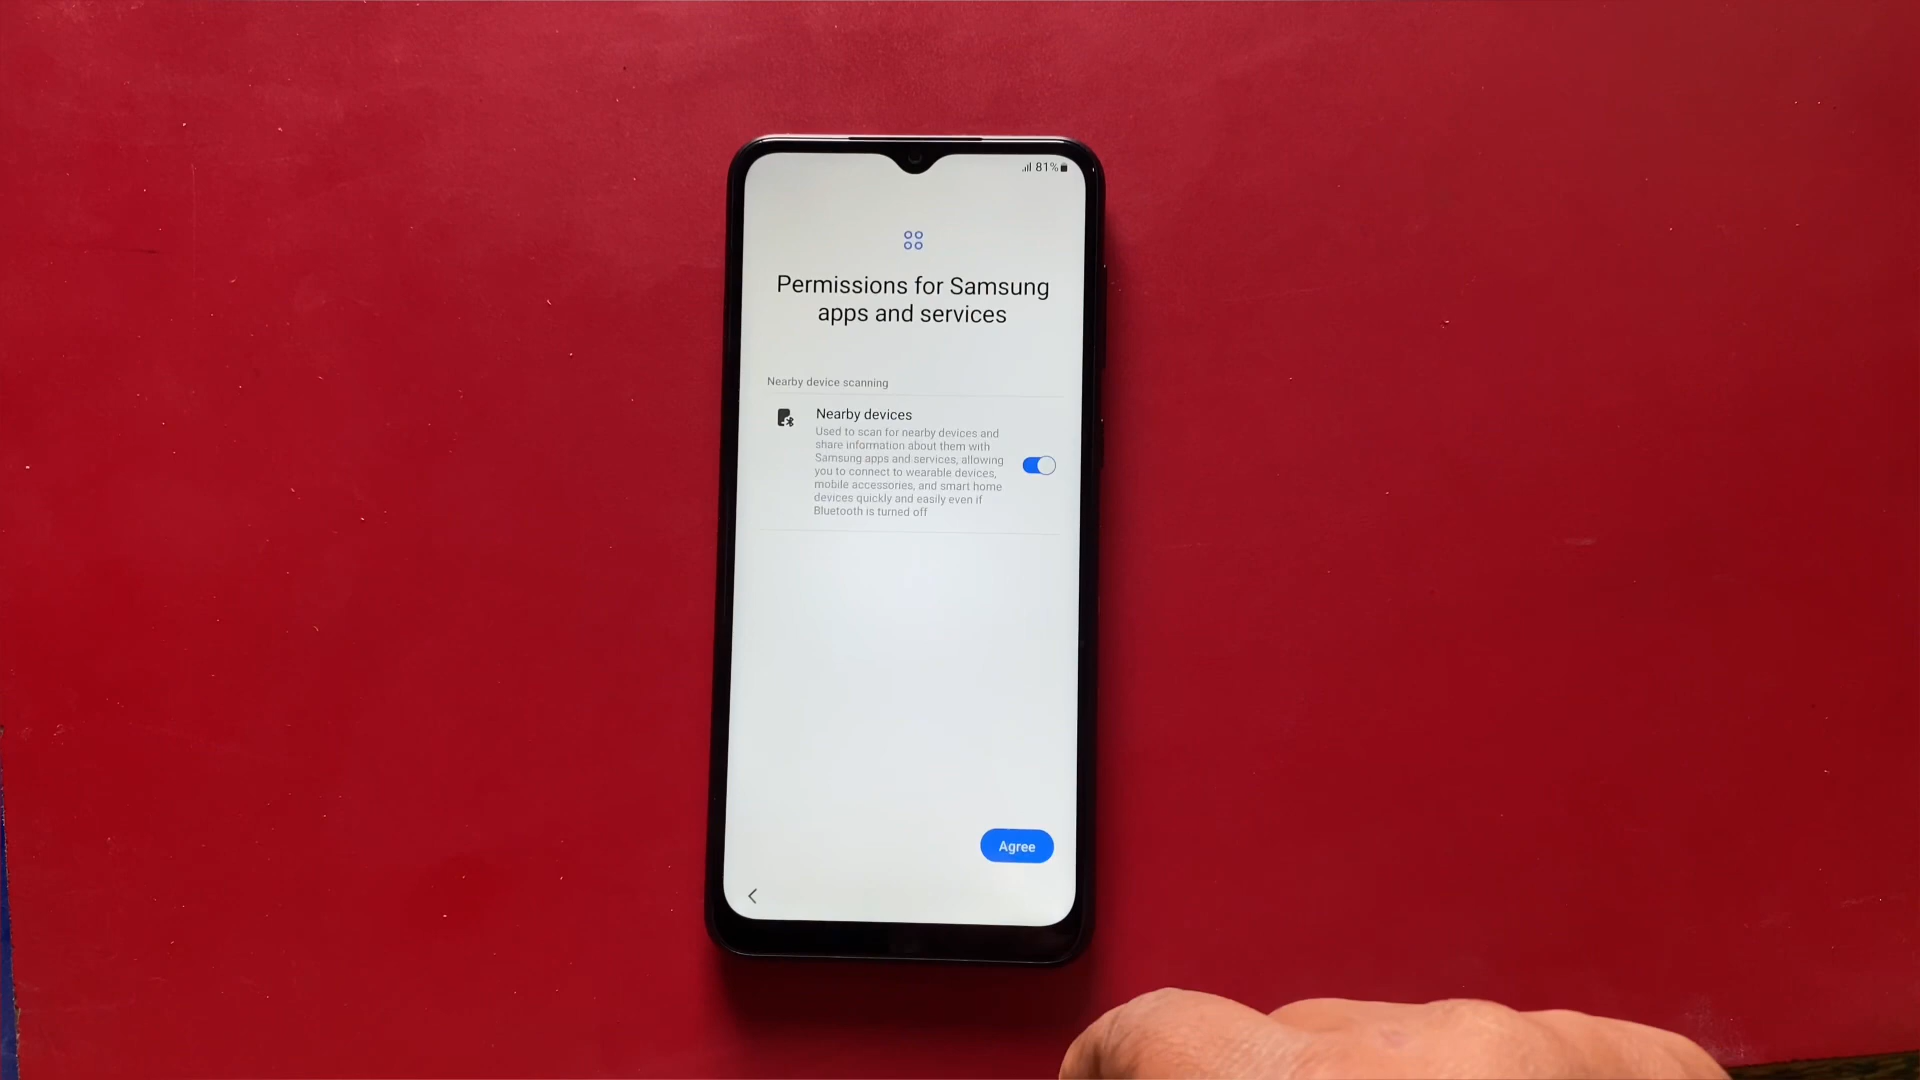 81%
Permissions for Samsung
apps and services
Nearby device scanning
Nearby devices
Used to scan for nearby devices and
share information about them with
Samsung apps and services, allowing
you to connect to wearable devices,
mobile accessories, and smart home
devices quickly and easily even if
Bluetooth is turned off
Agree